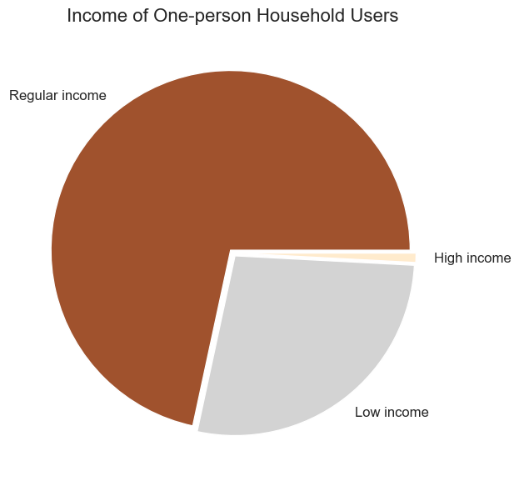 Income of One-person Household Users
Regular income
High income
Low income